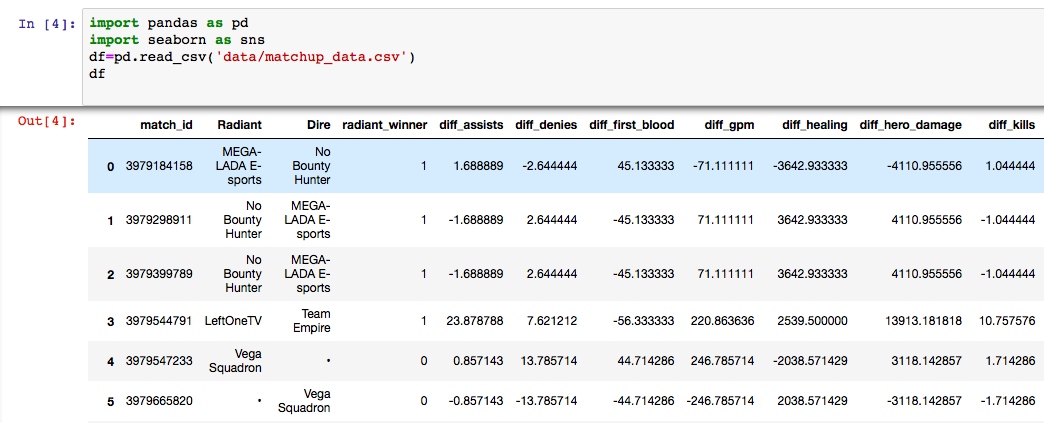 In [4]: import pandas as pd
import seaborn as sns
df=pd.read_csv('data/matchup_data.csv')
df
Out[4]:
match_id Radiant Dire radiant_winner diff_assists diff_denies diff_first_blood diff_gpm diff_healing diff_hero_damage diff_kills
0 3979184158 MEGA-LADA E-sports No Bounty Hunter 1 1.688889 -2.644444 45.133333 -71.111111 -3642.933333 -4110.955556 1.044444
1 3979298911 No Bounty Hunter MEGA-LADA E-sports 1 -1.688889 2.644444 -45.133333 71.111111 3642.933333 4110.955556 -1.044444
2 3979399789 No Bounty Hunter MEGA-LADA E-sports 1 -1.688889 2.644444 -45.133333 71.111111 3642.933333 4110.955556 -1.044444
3 3979544791 LeftOneTV Team Empire 1 23.878788 7.621212 -56.333333 220.863636 2539.500000 13913.181818 10.757576
4 3979547233 Vega Squadron • 0 0.857143 13.785714 44.714286 246.785714 -2038.571429 3118.142857 1.714286
5 3979665820 • Vega Squadron 0 -0.857143 -13.785714 -44.714286 -246.785714 2038.571429 -3118.142857 -1.714286